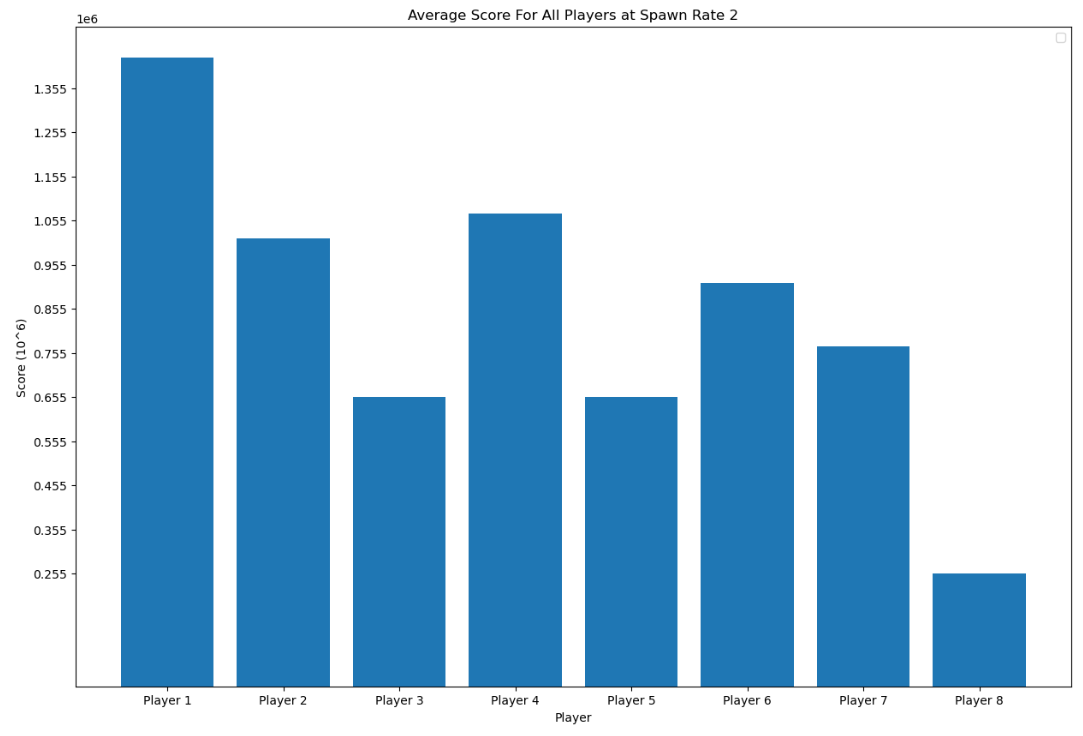 Average Score For All Players at Spawn Rate 2
1e6
1.355
1.255
1.155
1.055
0.955
0.855
0.755
0.655
0.555
0.455
0.355
0.255
Score (10^6)
Player 1 Player 2 Player 3 Player 4 Player 5 Player 6 Player 7 Player 8
Player